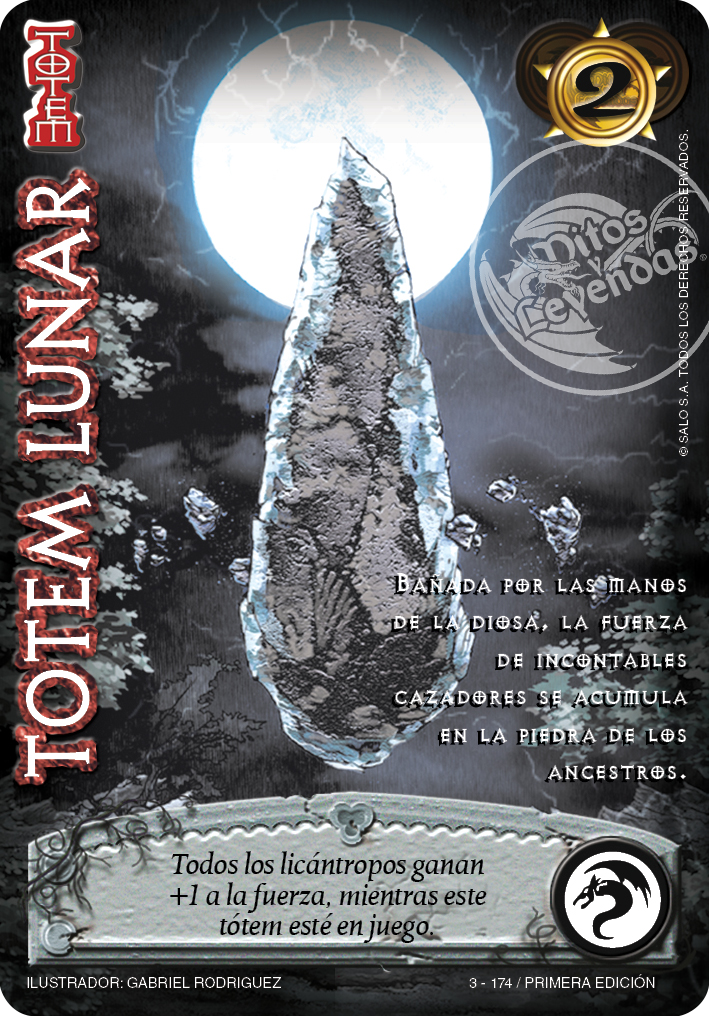 TOTEM
2
TOTEM LUNAR
Mitos
y
Leyendas
®
© SALO S.A. TODOS LOS DERECHOS RESERVADOS.
BAÑADA POR LAS MANOS
DE LA DIOSA, LA FUERZA
DE INCONTABLES
CAZADORES SE ACUMULA
EN LA PIEDRA DE LOS
ANCESTROS.
Todos los licántropos ganan
+1 a la fuerza, mientras este
tótem esté en juego.
ILUSTRADOR: GABRIEL RODRIGUEZ
3 - 174 / PRIMERA EDICIÓN